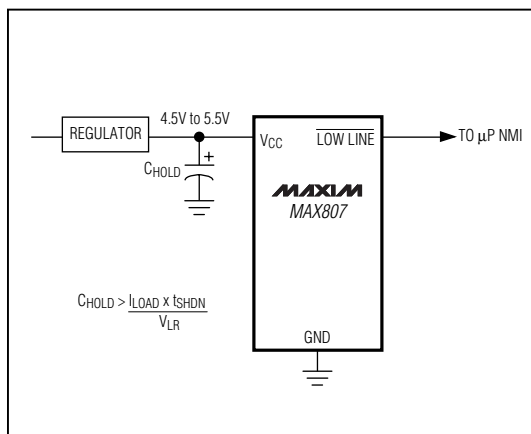 REGULATOR
4.5V to 5.5V
CHOLD
+
VCC
LOW LINE
TO μP NMI
MAXIM
MAX807
CHOLD > ILOAD x tSHDN
VLR
GND